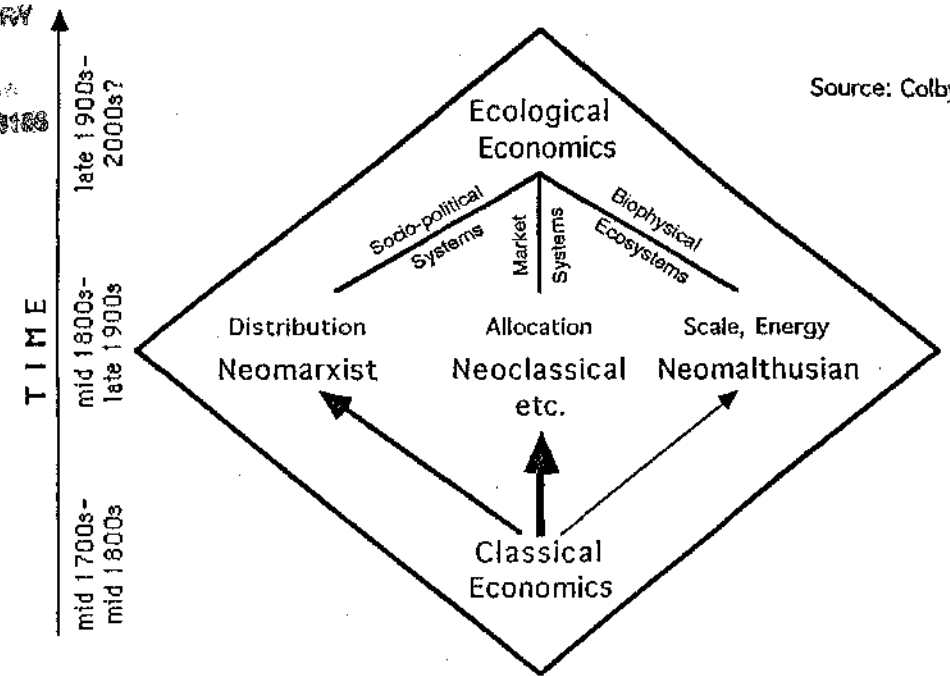 Source: Colby
Ecological
Economics
Socio-political
Systems
Market
Systems
Biophysical
Ecosystems
Distribution
Neomarxist
Allocation
Neoclassical
etc.
Scale, Energy
Neomalthusian
Classical
Economics
TIME
late 1900s-
2000s?
mid 1800s-
late 1900s
mid 1700s-
mid 1800s